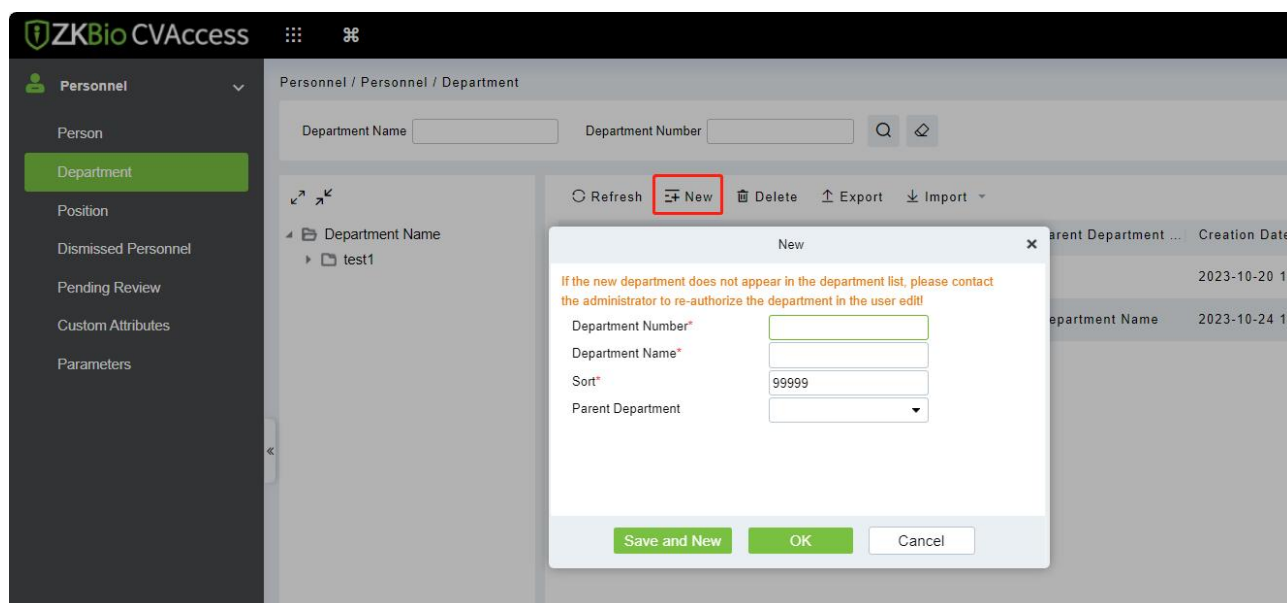 ZKBio CVAccess
Personnel
Person
Department
Position
Dismissed Personnel
Pending Review
Custom Attributes
Parameters
Personnel / Personnel / Department
Department Name
Department Number
Refresh New Delete Export Import
Department Name
test1
arent Department ... Creation Date
2023-10-20 1
epartment Name 2023-10-24 1
New
If the new department does not appear in the department list, please contact
the administrator to re-authorize the department in the user edit!
Department Number*
Department Name*
Sort* 99999
Parent Department
Save and New OK Cancel